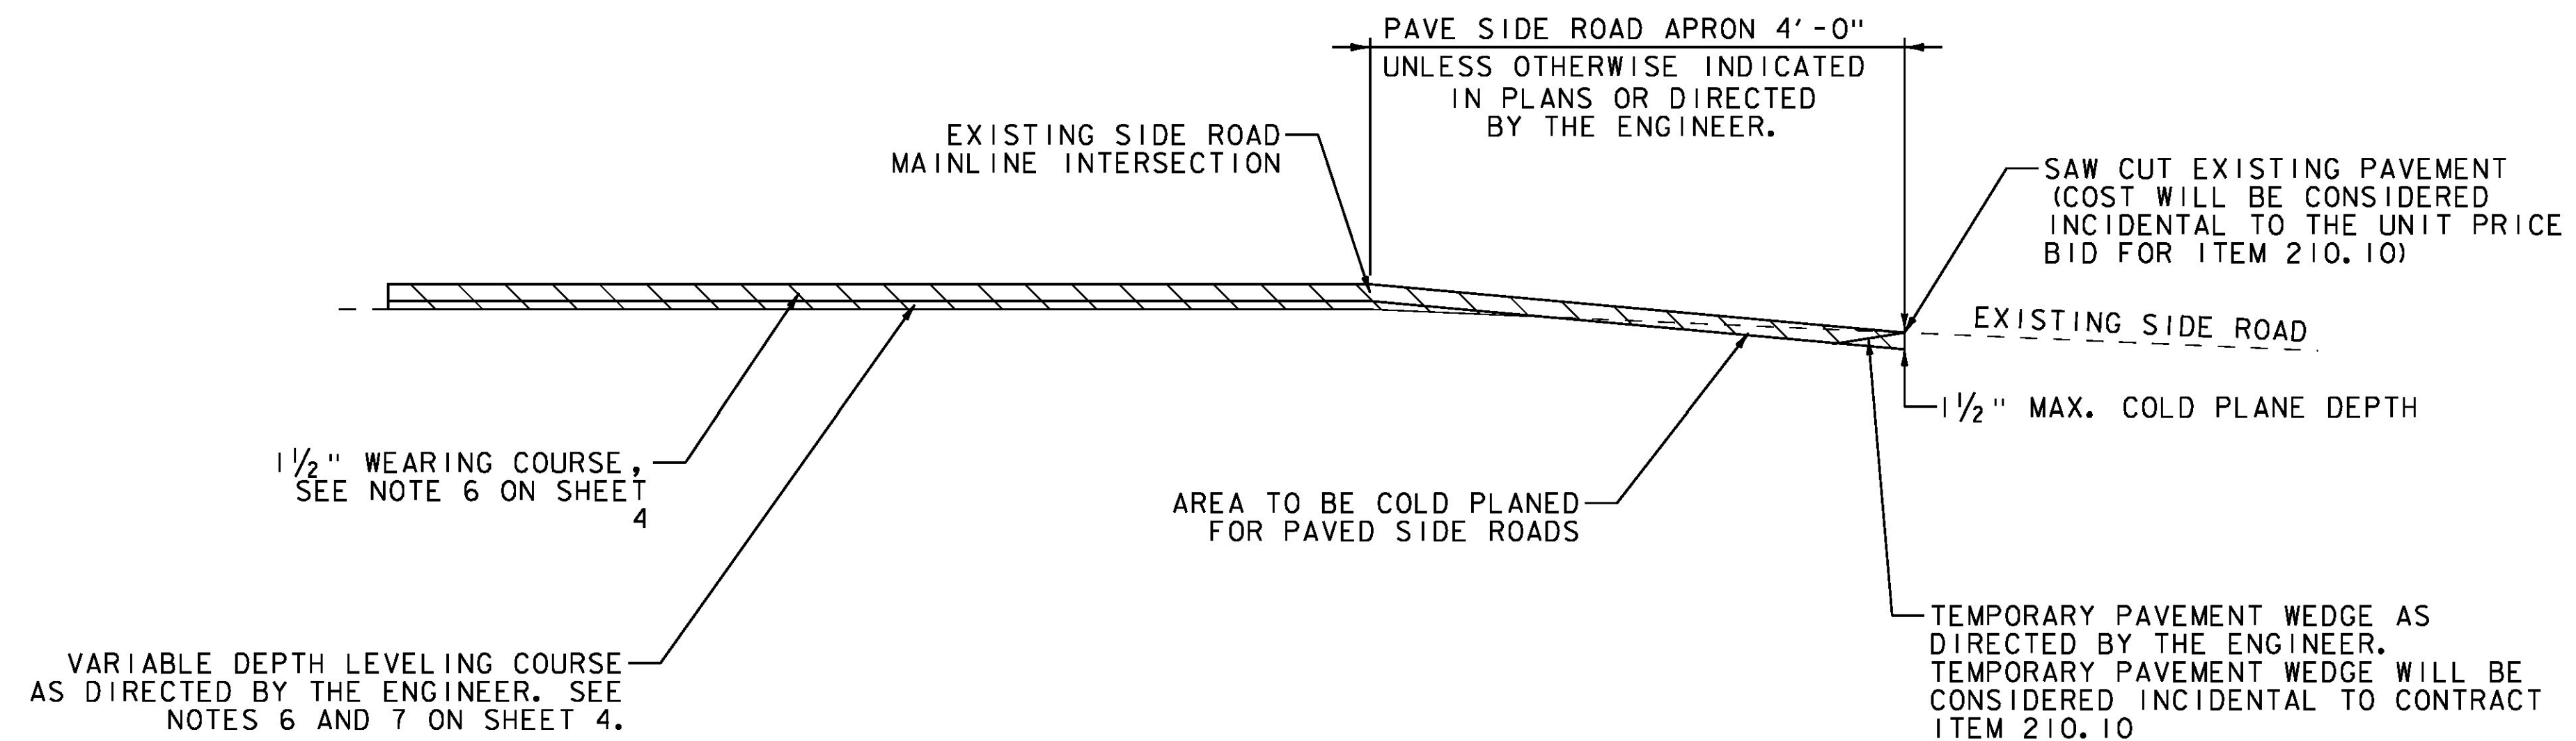 PAVE SIDE ROAD APRON 4'-0"
UNLESS OTHERWISE INDICATED
IN PLANS OR DIRECTED
BY THE ENGINEER.
EXISTING SIDE ROAD
MAINLINE INTERSECTION
SAW CUT EXISTING PAVEMENT
(COST WILL BE CONSIDERED
INCIDENTAL TO THE UNIT PRICE
BID FOR ITEM 210.10)
EXISTING SIDE ROAD
1 1/2" MAX. COLD PLANE DEPTH
1 1/2" WEARING COURSE,
SEE NOTE 6 ON SHEET
4
AREA TO BE COLD PLANED
FOR PAVED SIDE ROADS
VARIABLE DEPTH LEVELING COURSE
AS DIRECTED BY THE ENGINEER. SEE
NOTES 6 AND 7 ON SHEET 4.
TEMPORARY PAVEMENT WEDGE AS
DIRECTED BY THE ENGINEER.
TEMPORARY PAVEMENT WEDGE WILL BE
CONSIDERED INCIDENTAL TO CONTRACT
ITEM 210.10